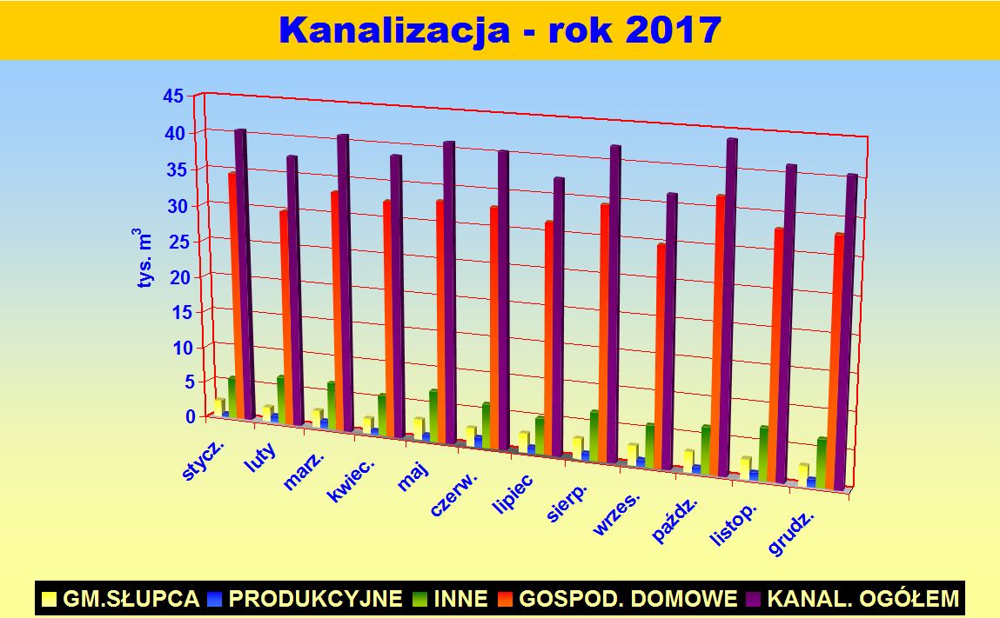 Kanalizacja - rok 2017
45
40
35
30
25
20
15
10
5
0
tys. m³
stycz.
luty
marz.
kwiec.
maj
czerw.
lipiec
sierp.
wrzes.
paźdz.
listop.
grudz.
GM.SŁUPCA PRODUKCYJNE INNE GOSPOD. DOMOWE KANAL. OGÓŁEM